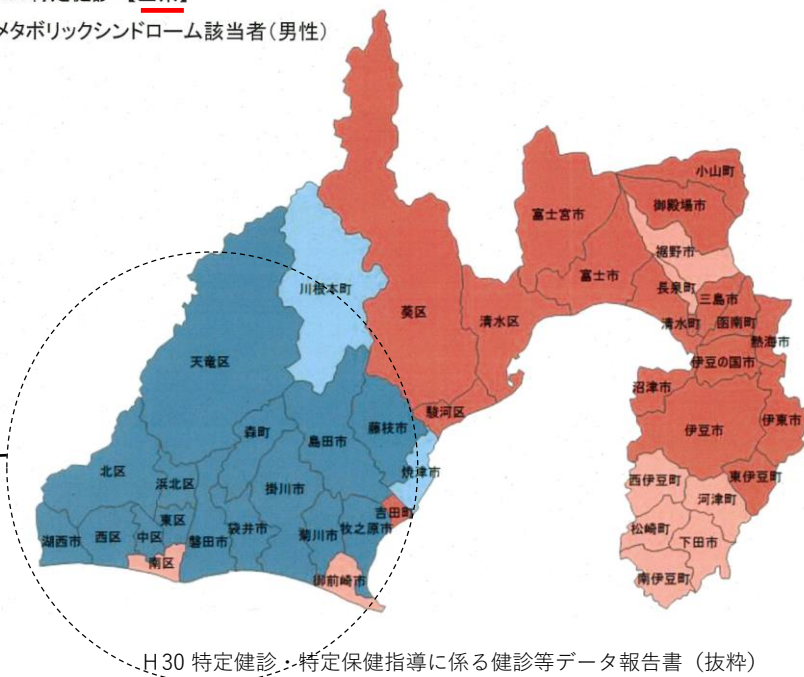 メタボリックシンドローム該当者(男性)
小山町
御殿場市
富士宮市
裾野市
富士市
川根本町
長泉町
三島市
葵区
清水区
清水町
函南町
熱海市
天竜区
伊豆の国市
沼津市
駿河区
伊東市
藤枝市
伊豆市
森町
島田市
北区
焼津市
東伊豆町
浜北区
掛川市
西伊豆町
河津町
吉田町
東区
湖西市
西区
中区
磐田市
袋井市
菊川市
牧之原市
松崎町
下田市
南区
御前崎市
南伊豆町
H30 特定健診・特定保健指導に係る健診等データ報告書（抜粋）